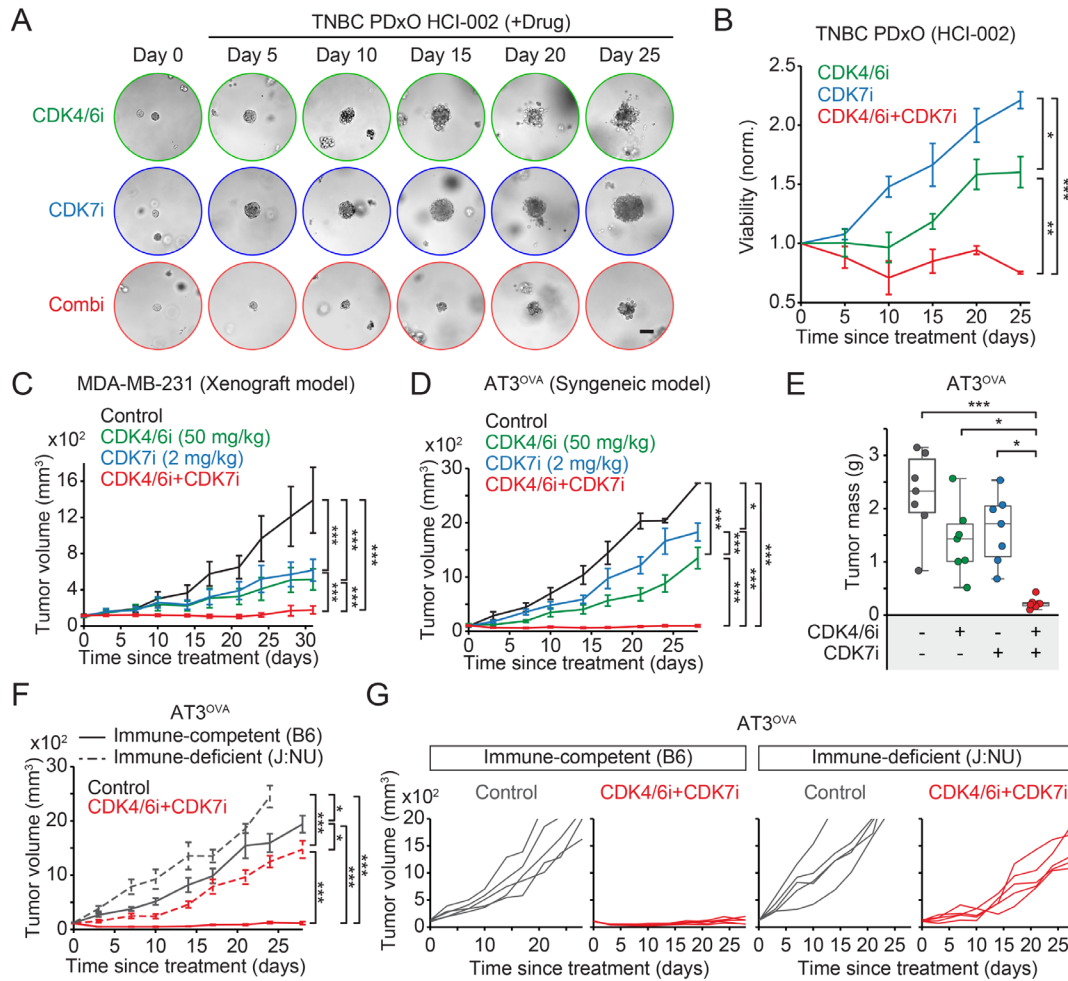 A
TNBC PDxO HCI-002 (+Drug)
Day 0
Day 5
Day 10
Day 15
Day 20
Day 25
CDK4/6i
CDK7i
Combi
B
TNBC PDxO (HCI-002)
CDK4/6i
CDK7i
CDK4/6i+CDK7i
Viability (norm.)
2.5
2.0
1.5
1.0
0.5
0
5
10
15
20
25
Time since treatment (days)
*
**
***
C
MDA-MB-231 (Xenograft model)
Control
CDK4/6i (50 mg/kg)
CDK7i (2 mg/kg)
CDK4/6i+CDK7i
x10²
Tumor volume (mm³)
16
12
8
4
0
0
5
10
15
20
25
30
Time since treatment (days)
***
***
***
***
***
D
AT3ᴼⱽᴬ (Syngeneic model)
Control
CDK4/6i (50 mg/kg)
CDK7i (2 mg/kg)
CDK4/6i+CDK7i
x10²
Tumor volume (mm³)
30
20
10
0
0
5
10
15
20
25
Time since treatment (days)
***
*
***
***
***
***
E
AT3ᴼⱽᴬ
***
*
*
Tumor mass (g)
3
2
1
0
CDK4/6i - + - +
CDK7i - - + +
F
AT3ᴼⱽᴬ
Immune-competent (B6)
Immune-deficient (J:NU)
Control
CDK4/6i+CDK7i
x10²
Tumor volume (mm³)
30
20
10
0
0
5
10
15
20
25
Time since treatment (days)
***
*
*
***
***
***
G
AT3ᴼⱽᴬ
Immune-competent (B6)
Immune-deficient (J:NU)
Control
CDK4/6i+CDK7i
Control
CDK4/6i+CDK7i
x10²
Tumor volume (mm³)
20
15
10
5
0
0 10 20
0 5 10 15 20 25
0 5 10 15 20 25
0 5 10 15 20 25
Time since treatment (days)
Time since treatment (days)